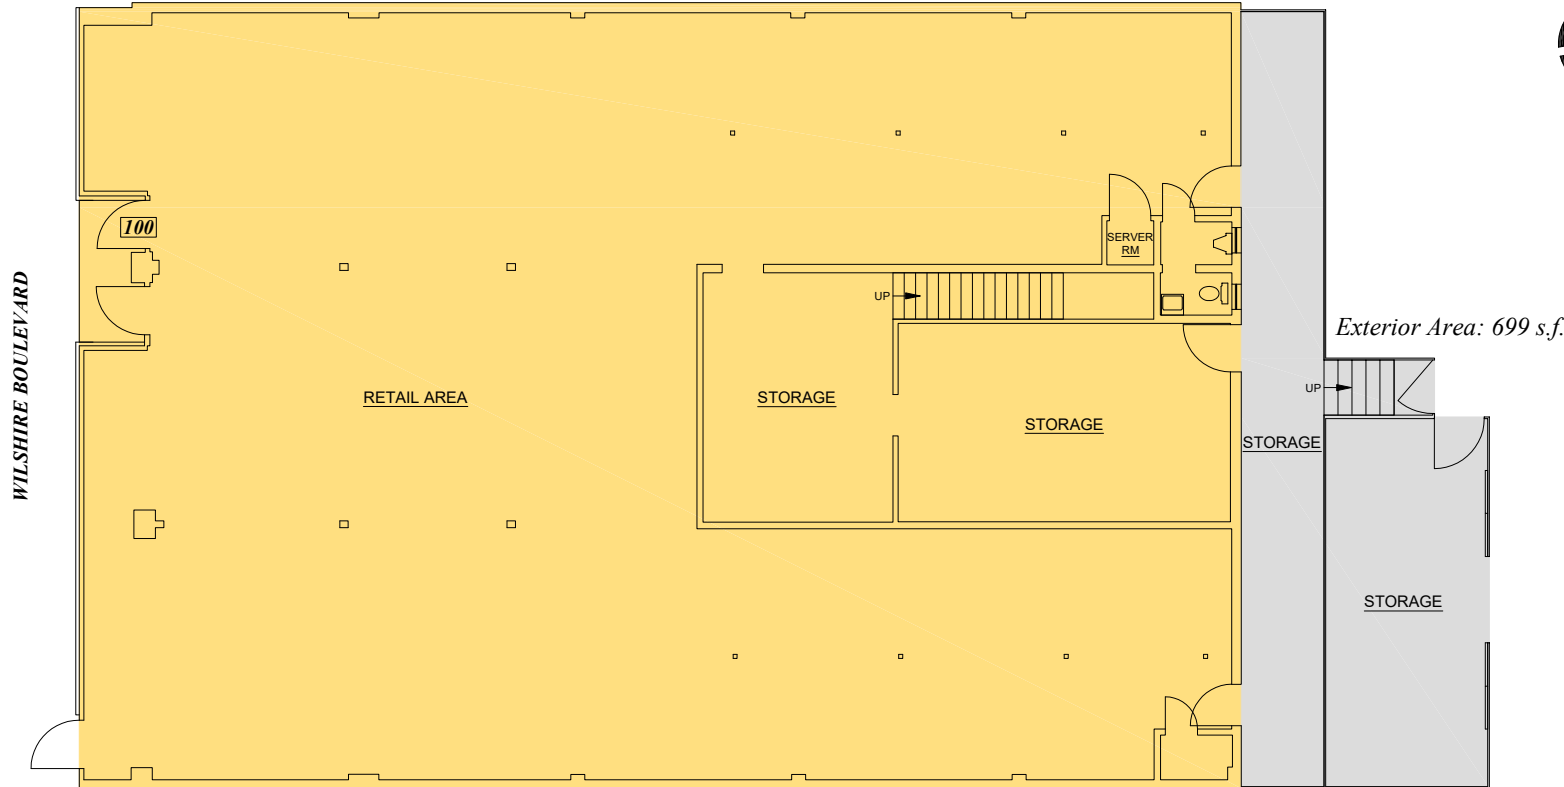 100
SERVER
RM
UP
WILSHIRE BOULEVARD
Exterior Area: 699 s.f.
RETAIL AREA
STORAGE
STORAGE
UP
STORAGE
STORAGE